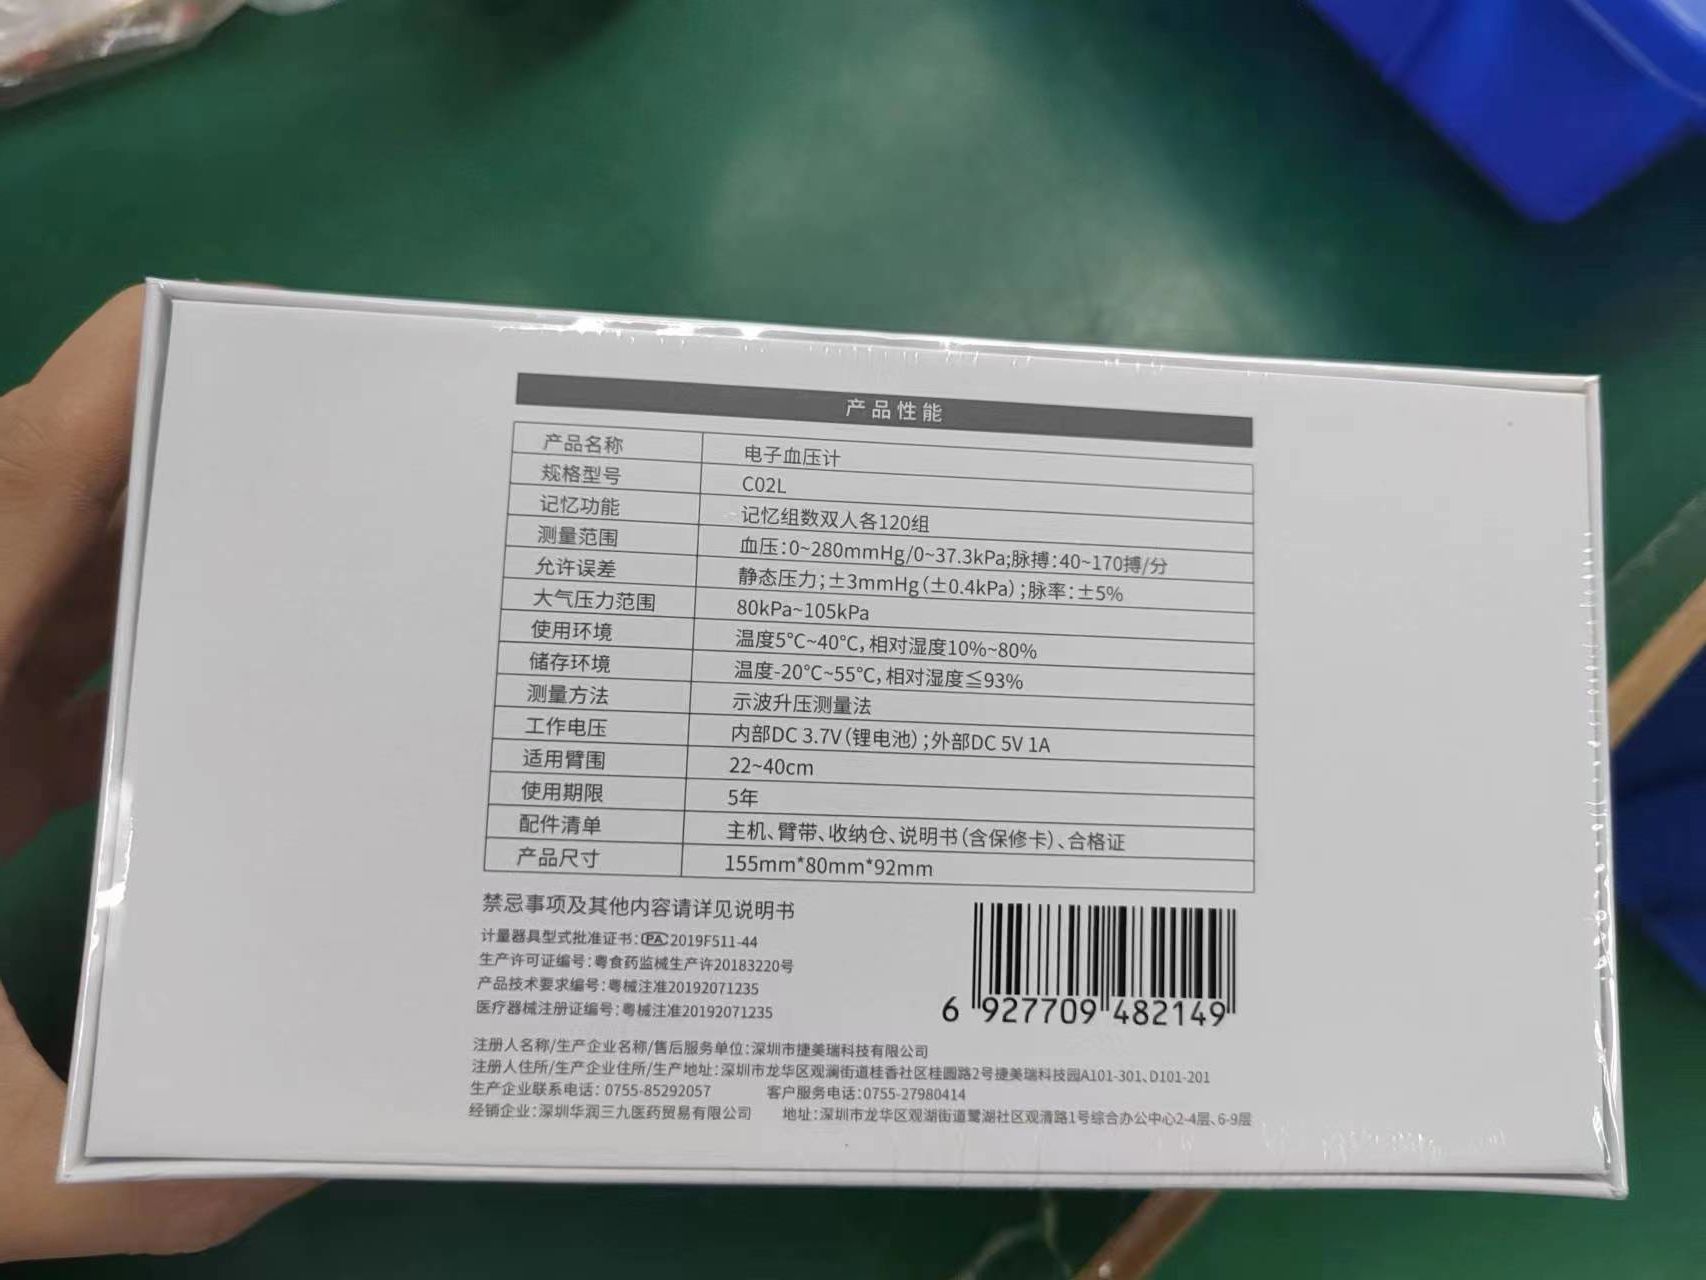 产品性能
产品名称 电子血压计
规格型号 C02L
记忆功能 记忆组数双人各120组
测量范围 血压:0~280mmHg/0~37.3kPa;脉搏:40~170搏/分
允许误差 静态压力;±3mmHg(±0.4kPa);脉率:±5%
大气压力范围 80kPa~105kPa
使用环境 温度5°C~40°C,相对湿度10%~80%
储存环境 温度-20°C~55°C,相对湿度≦93%
测量方法 示波升压测量法
工作电压 内部DC 3.7V(锂电池);外部DC 5V 1A
适用臂围 22~40cm
使用期限 5年
配件清单 主机、臂带、收纳仓、说明书(含保修卡)、合格证
产品尺寸 155mm*80mm*92mm
禁忌事项及其他内容请详见说明书
计量器具型式批准证书:PA 2019F511-44
生产许可证编号:粤食药监械生产许20183220号
产品技术要求编号:粤械注准20192071235
医疗器械注册证编号:粤械注准20192071235
6 927709 482149
注册人名称/生产企业名称/售后服务单位:深圳市捷美瑞科技有限公司
注册人住所/生产企业住所/生产地址:深圳市龙华区观澜街道桂香社区桂圆路2号捷美瑞科技园A101-301、D101-201
生产企业联系电话: 0755-85292057 客户服务电话:0755-27980414
经销企业:深圳华润三九医药贸易有限公司 地址:深圳市龙华区观湖街道鹭湖社区观清路1号综合办公中心2-4层、6-9层